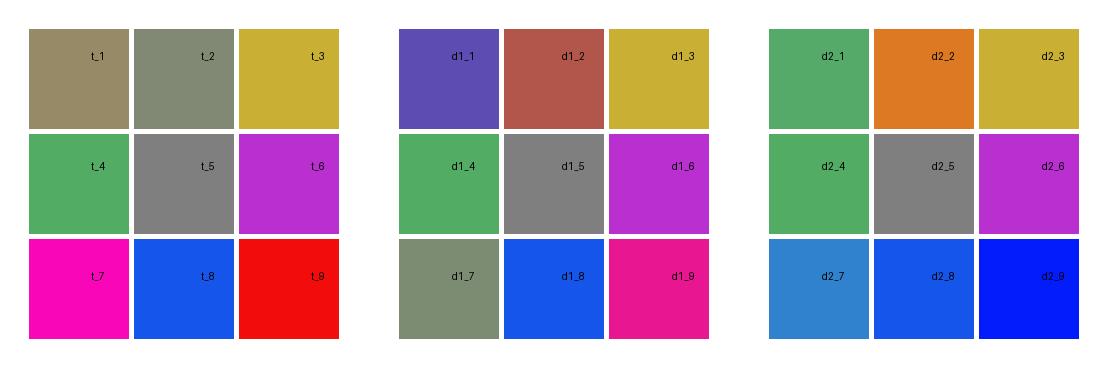 t_1 t_2 t_3 d1_1 d1_2 d1_3 d2_1 d2_2 d2_3
t_4 t_5 t_6 d1_4 d1_5 d1_6 d2_4 d2_5 d2_6
t_7 t_8 t_9 d1_7 d1_8 d1_9 d2_7 d2_8 d2_9